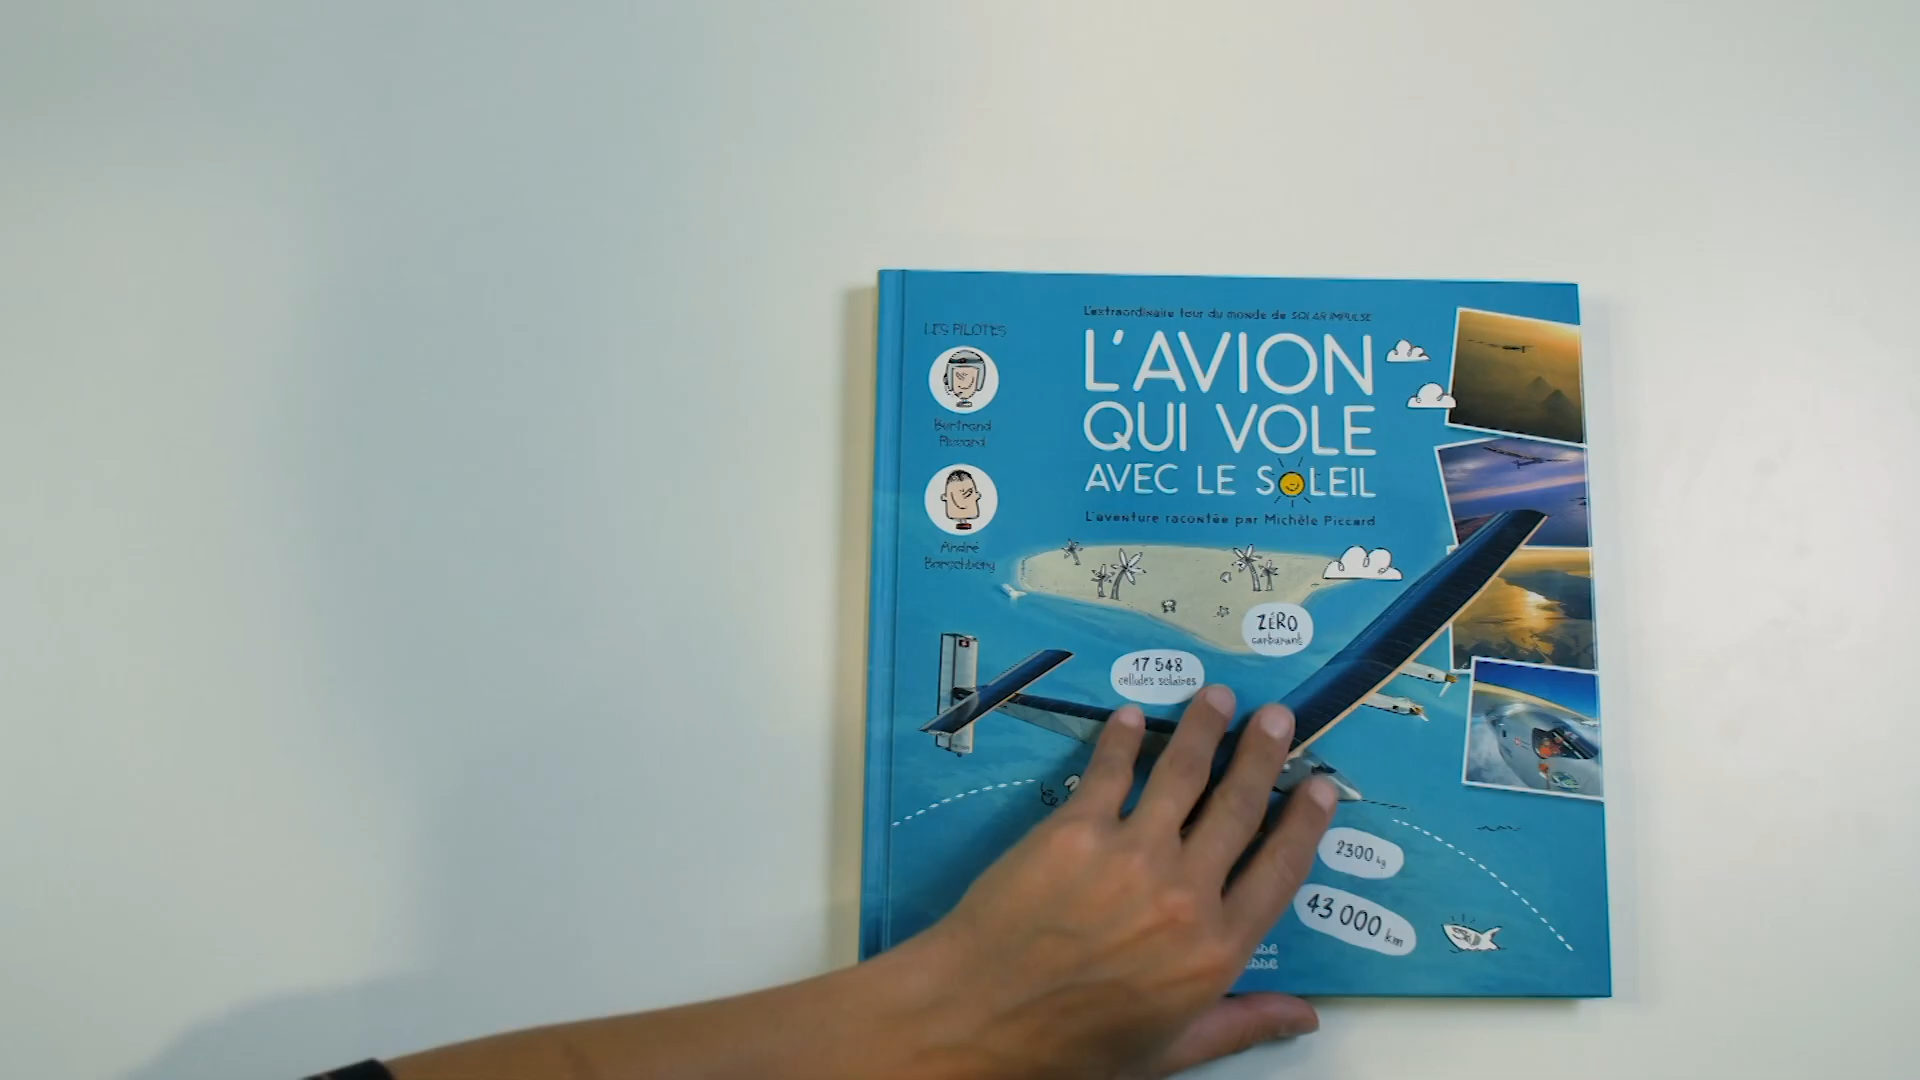 L'extraordinaire tour du monde de SOLAR IMPULSE
L'AVION
QUI VOLE
AVEC LE SOLEIL
L'aventure racontée par Michèle Piccard
LES PILOTES
Bertrand
Piccard
André
Borschberg
ZÉRO
carburant
17 548
cellules solaires
2300 kg
43 000 km